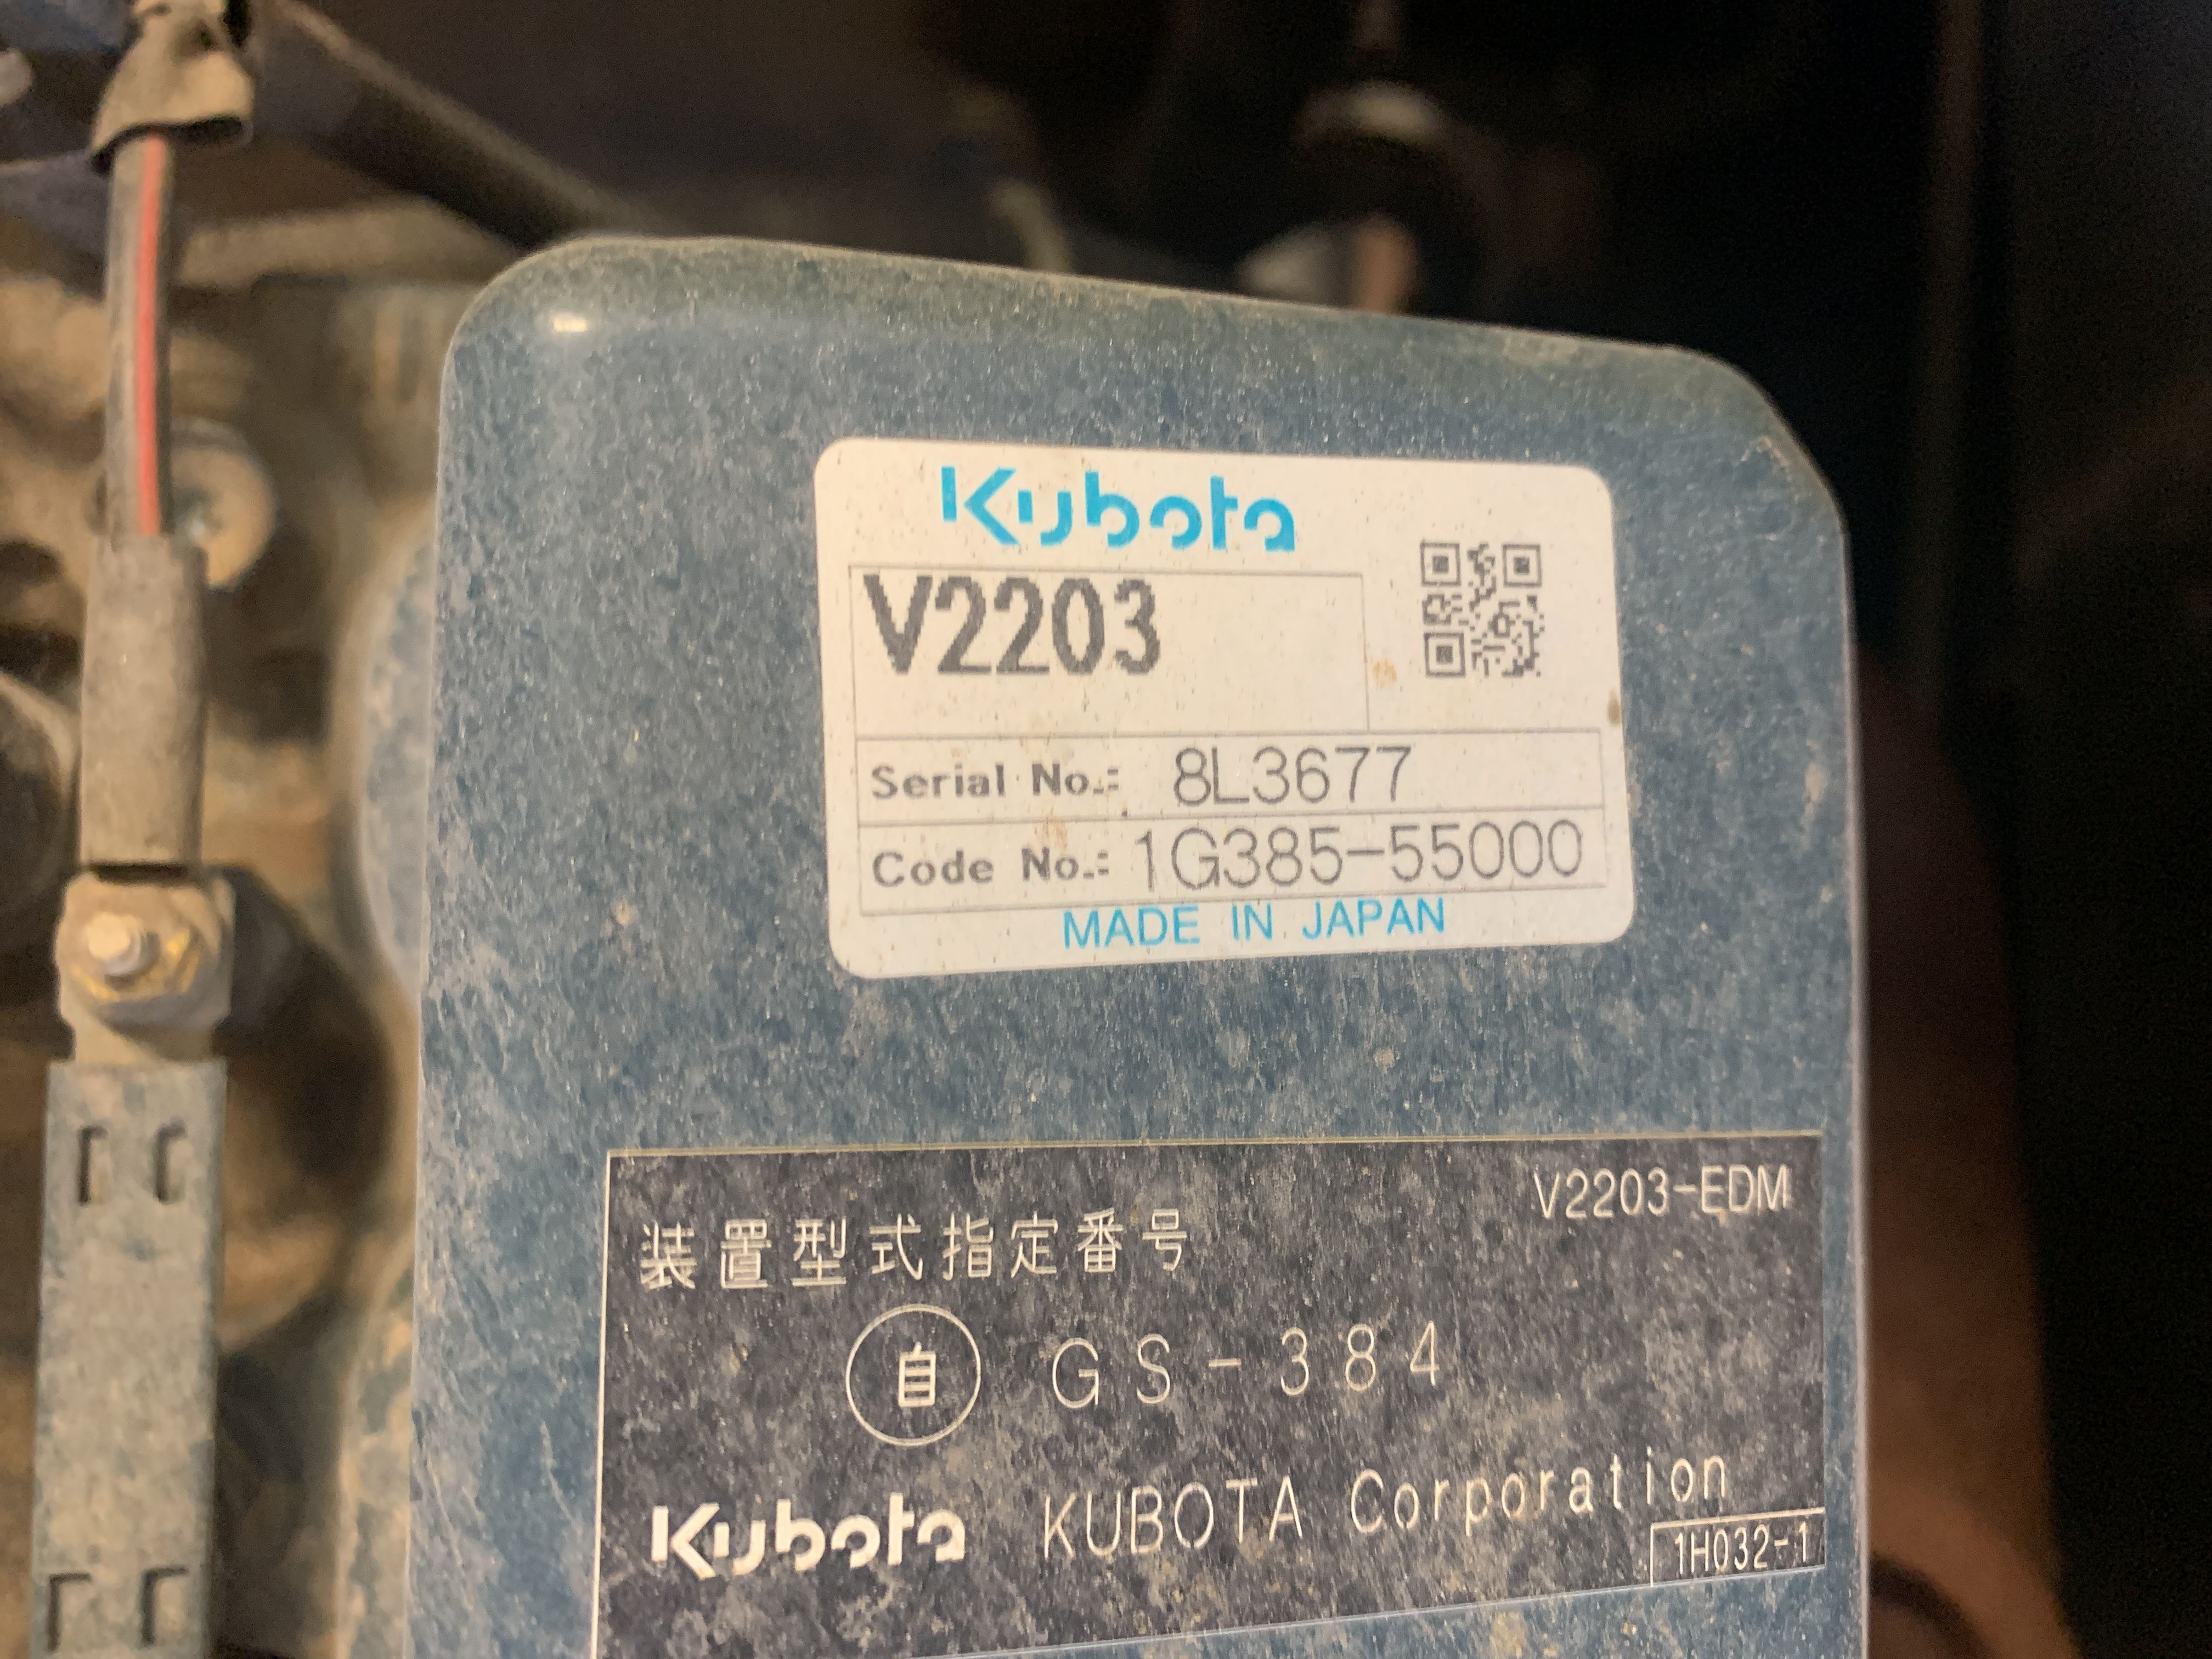 Kubota
V2203
Serial No.: 8L3677
Code No.: 1G385-55000
MADE IN JAPAN
V2203-EDM
装置型式指定番号
自 GS-384
Kubota KUBOTA Corporation
1H032-1